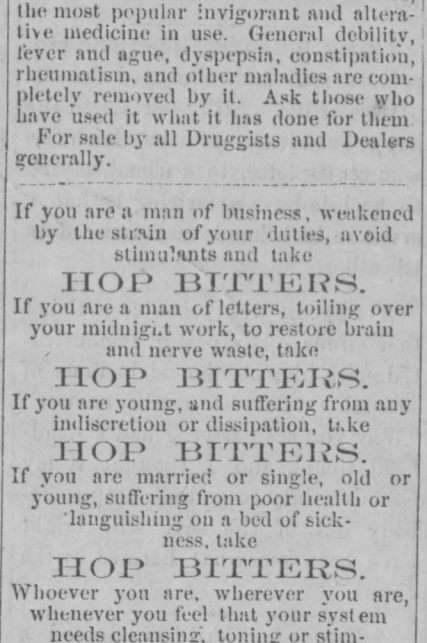 the most popular invigorant and altera-
tive medicine in use. General debility,
fever and ague, dyspepsia, constipation,
rheumatism, and other maladies are com-
pletely removed by it. Ask those who
have used it what it has done for them.
For sale by all Druggists and Dealers
generally.
If you are a man of business, weakened
by the strain of your duties, avoid
stimulants and take
HOP BITTERS.
If you are a man of letters, toiling over
your midnight work, to restore brain
and nerve waste, take
HOP BITTERS.
If you are young, and suffering from any
indiscretion or dissipation, take
HOP BITTERS.
If you are married or single, old or
young, suffering from poor health or
languishing on a bed of sick-
ness, take
HOP BITTERS.
Whoever you are, wherever you are,
whenever you feel that your system
needs cleansing, toning or stim-